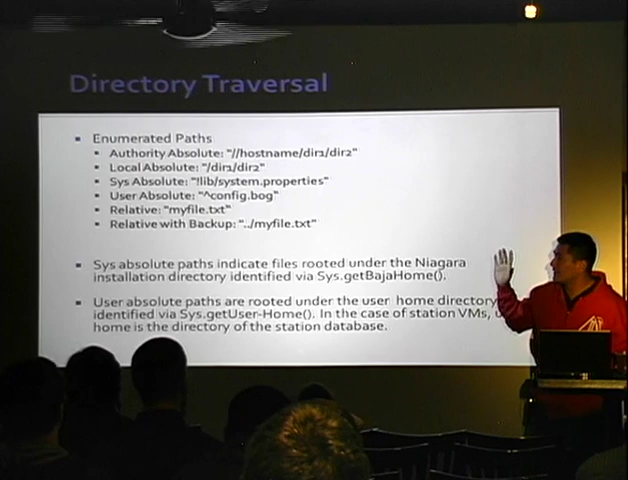 Directory Traversal
Enumerated Paths
Authority Absolute: "//hostname/dir1/dir2"
Local Absolute: "/dir1/dir2"
Sys Absolute: "!lib/system.properties"
User Absolute: "^config.bog"
Relative: "myfile.txt"
Relative with Backup: "../myfile.txt"
Sys absolute paths indicate files rooted under the Niagara
installation directory identified via Sys.getBajaHome().
User absolute paths are rooted under the user home directory
identified via Sys.getUser-Home(). In the case of station VMs,
home is the directory of the station database.